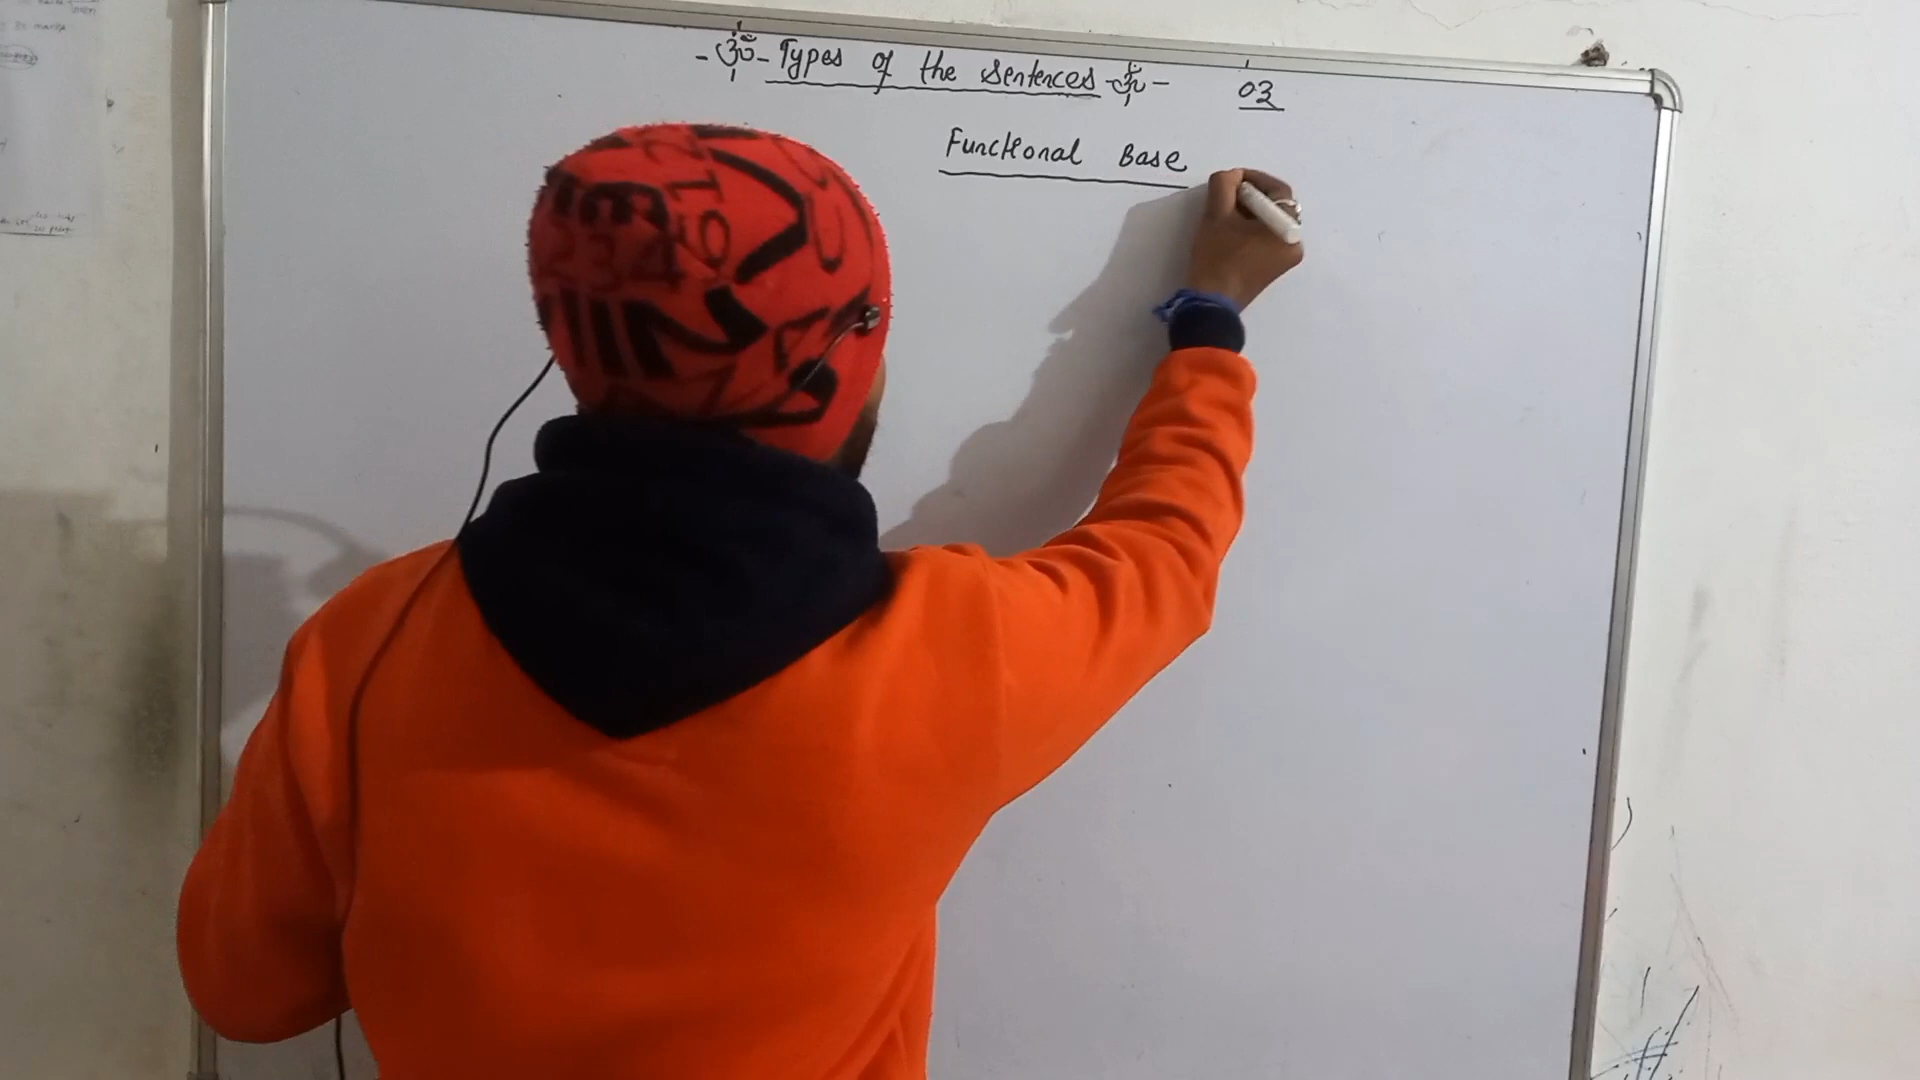 -ॐ- Types of the sentences -ॐ- 03
Functional Base